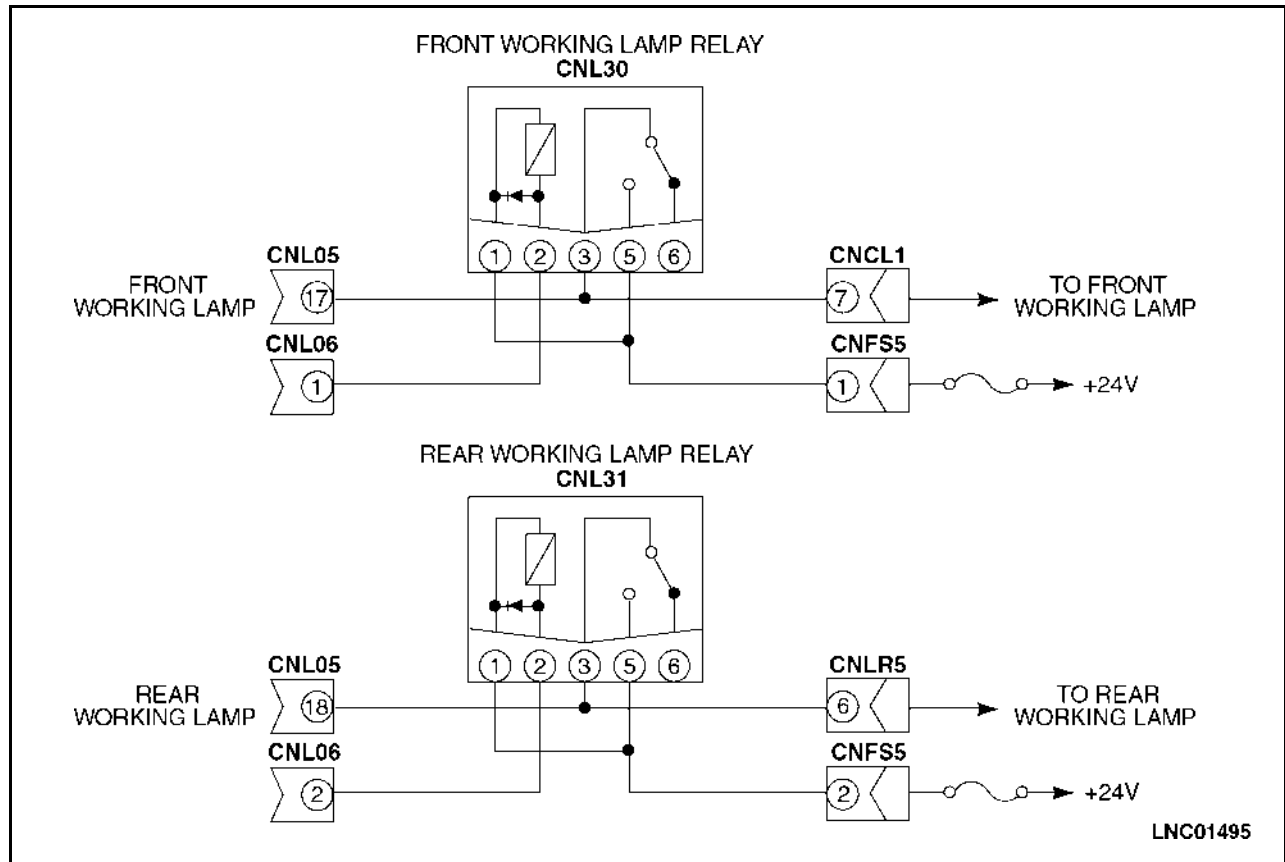 FRONT WORKING LAMP RELAY
CNL30
1 2 3 5 6
CNL05
CNCL1
FRONT
WORKING LAMP
17
7
TO FRONT
WORKING LAMP
CNL06
CNFS5
1
1
+24V
REAR WORKING LAMP RELAY
CNL31
1 2 3 5 6
CNL05
CNLR5
REAR
WORKING LAMP
18
6
TO REAR
WORKING LAMP
CNL06
CNFS5
2
2
+24V
LNC01495